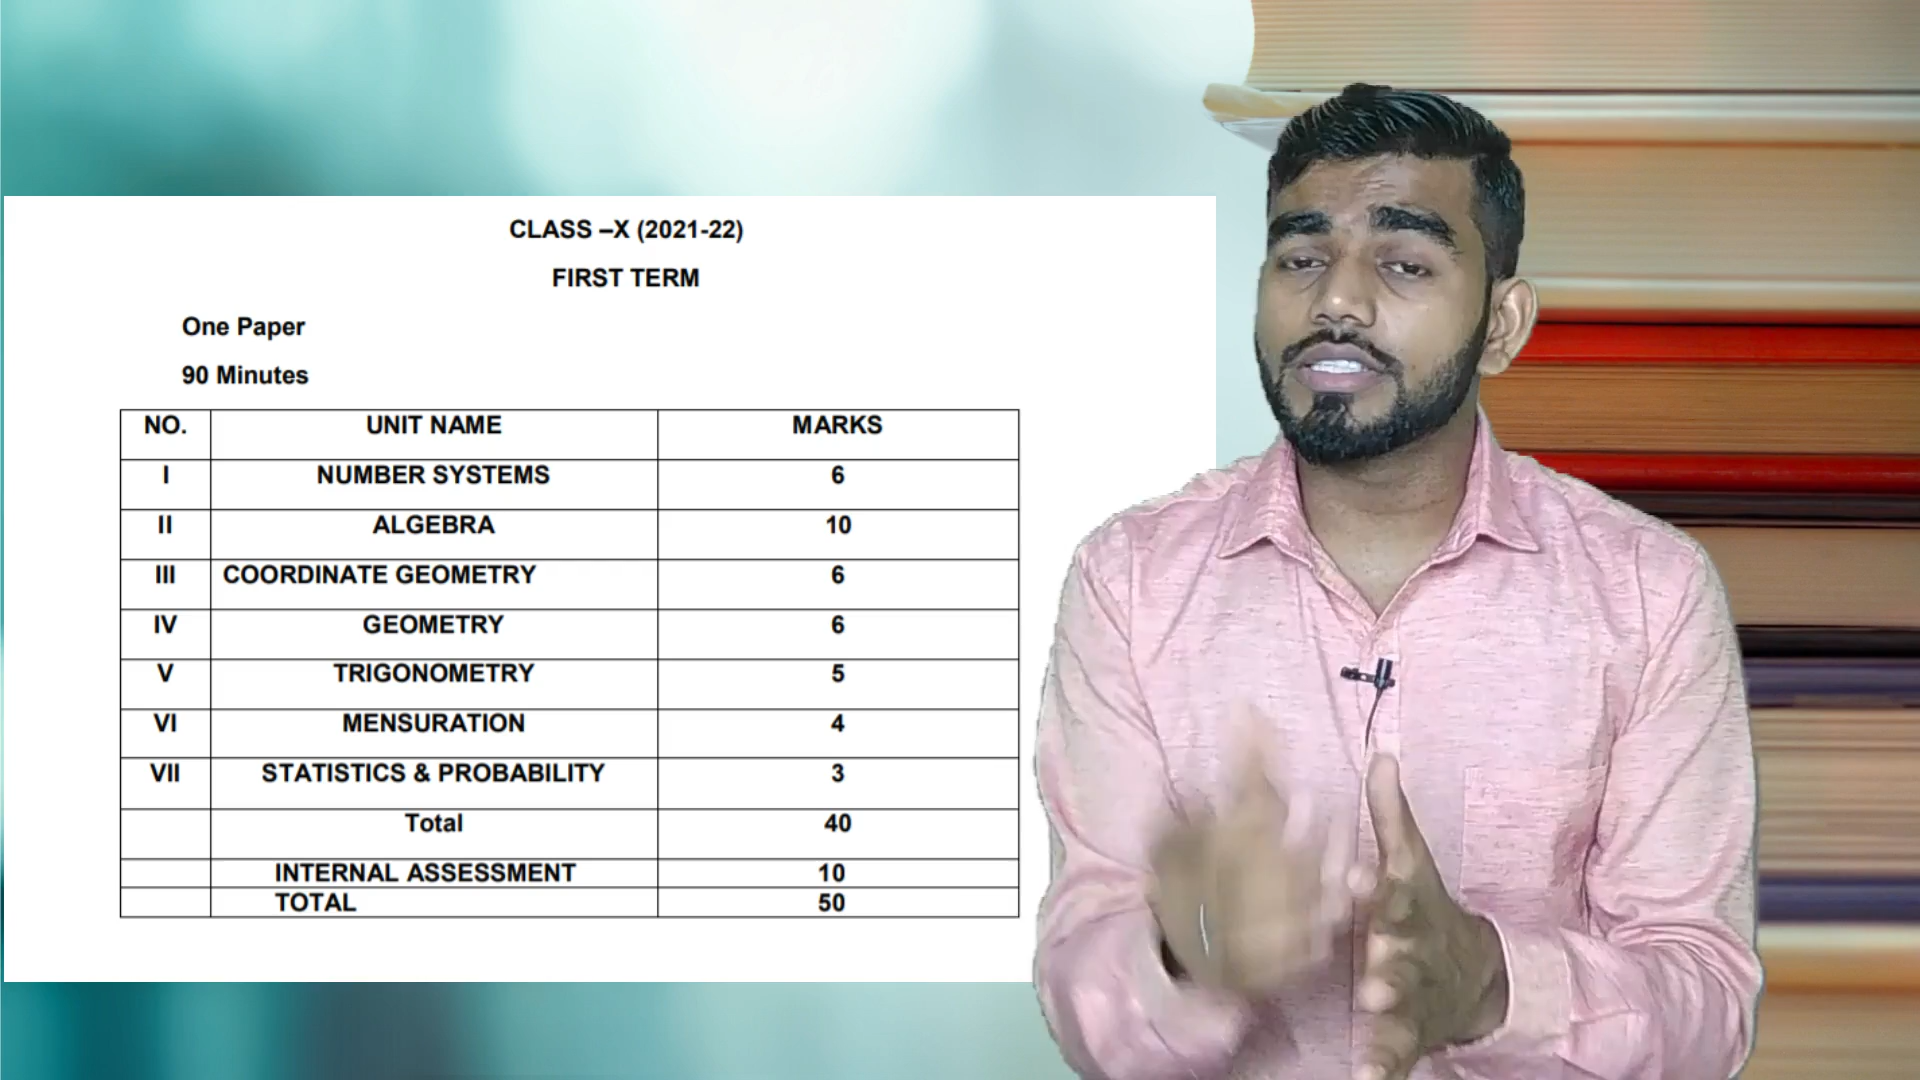 CLASS –X (2021-22)
FIRST TERM
One Paper
90 Minutes
NO. UNIT NAME MARKS
I NUMBER SYSTEMS 6
II ALGEBRA 10
III COORDINATE GEOMETRY 6
IV GEOMETRY 6
V TRIGONOMETRY 5
VI MENSURATION 4
VII STATISTICS & PROBABILITY 3
Total 40
INTERNAL ASSESSMENT 10
TOTAL 50